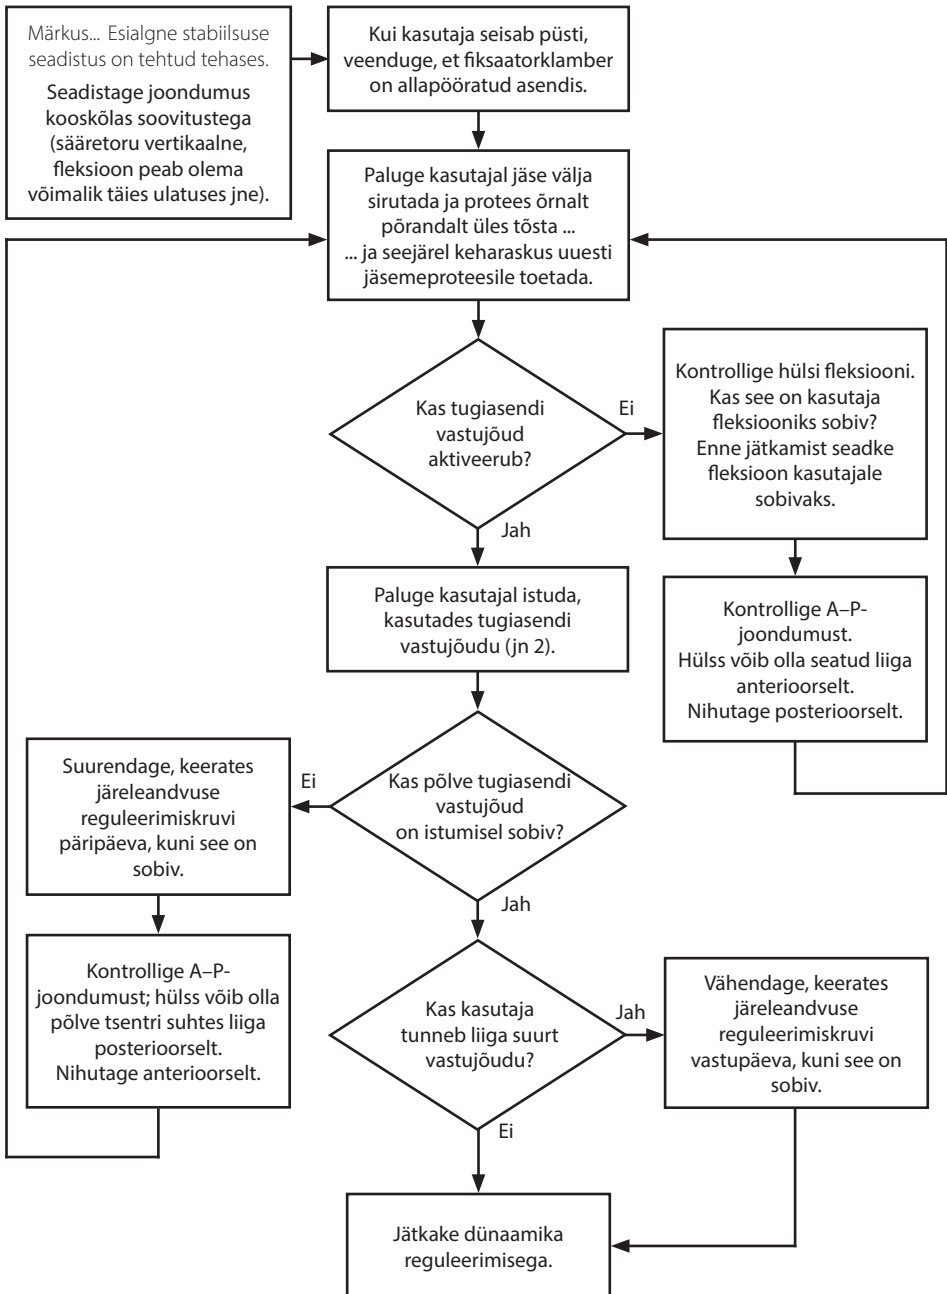 Märkus... Esialgne stabiilsuse
seadistus on tehtud tehases.
Seadistage joondumus
kooskõlas soovitustega
(sääretoru vertikaalne,
fleksioon peab olema
võimalik täies ulatuses jne).
Kui kasutaja seisab püsti,
veenduge, et fiksaatorklamber
on allapööratud asendis.
Paluge kasutajal jäse välja
sirutada ja protees õrnalt
põrandalt üles tõsta ...
... ja seejärel keharaskus uuesti
jäsemeproteesile toetada.
Kas tugiasendi
vastujõud
aktiveerub?
Ei
Jah
Kontrollige hülsi fleksiooni.
Kas see on kasutaja
fleksiooniks sobiv?
Enne jätkamist seadke
fleksioon kasutajale
sobivaks.
Paluge kasutajal istuda,
kasutades tugiasendi
vastujõudu (jn 2).
Kontrollige A–P-
joondumust.
Hülss võib olla seatud liiga
anterioorselt.
Nihutage posterioorselt.
Kas põlve tugiasendi
vastujõud
on istumisel sobiv?
Ei
Jah
Suurendage, keerates
järeleandvuse
reguleerimiskruvi
päripäeva, kuni see on
sobiv.
Kontrollige A–P-
joondumust; hülss võib olla
põlve tsentri suhtes liiga
posterioorselt.
Nihutage anterioorselt.
Kas kasutaja
tunneb liiga suurt
vastujõudu?
Jah
Ei
Vähendage, keerates
järeleandvuse
reguleerimiskruvi
vastupäeva, kuni see on
sobiv.
Jätkake dünaamika
reguleerimisega.